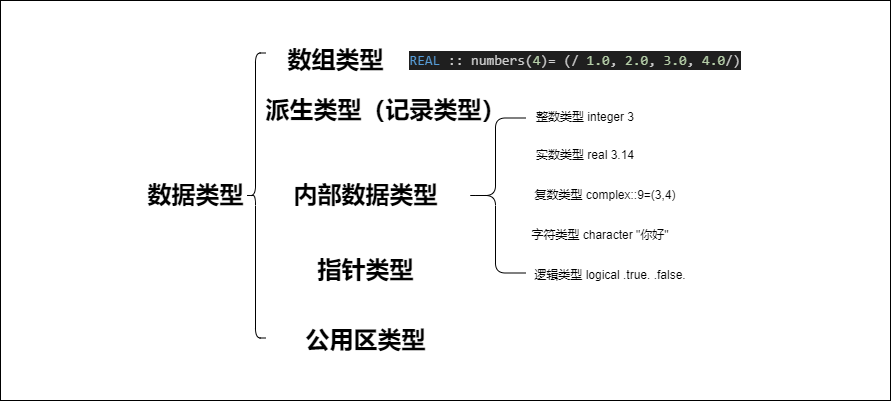 数组类型 REAL :: numbers(4)= (/ 1.0, 2.0, 3.0, 4.0/)
派生类型（记录类型）
整数类型 integer 3
实数类型 real 3.14
数据类型
内部数据类型
复数类型 complex::9=(3,4)
字符类型 character "你好"
指针类型
逻辑类型 logical .true. .false.
公用区类型